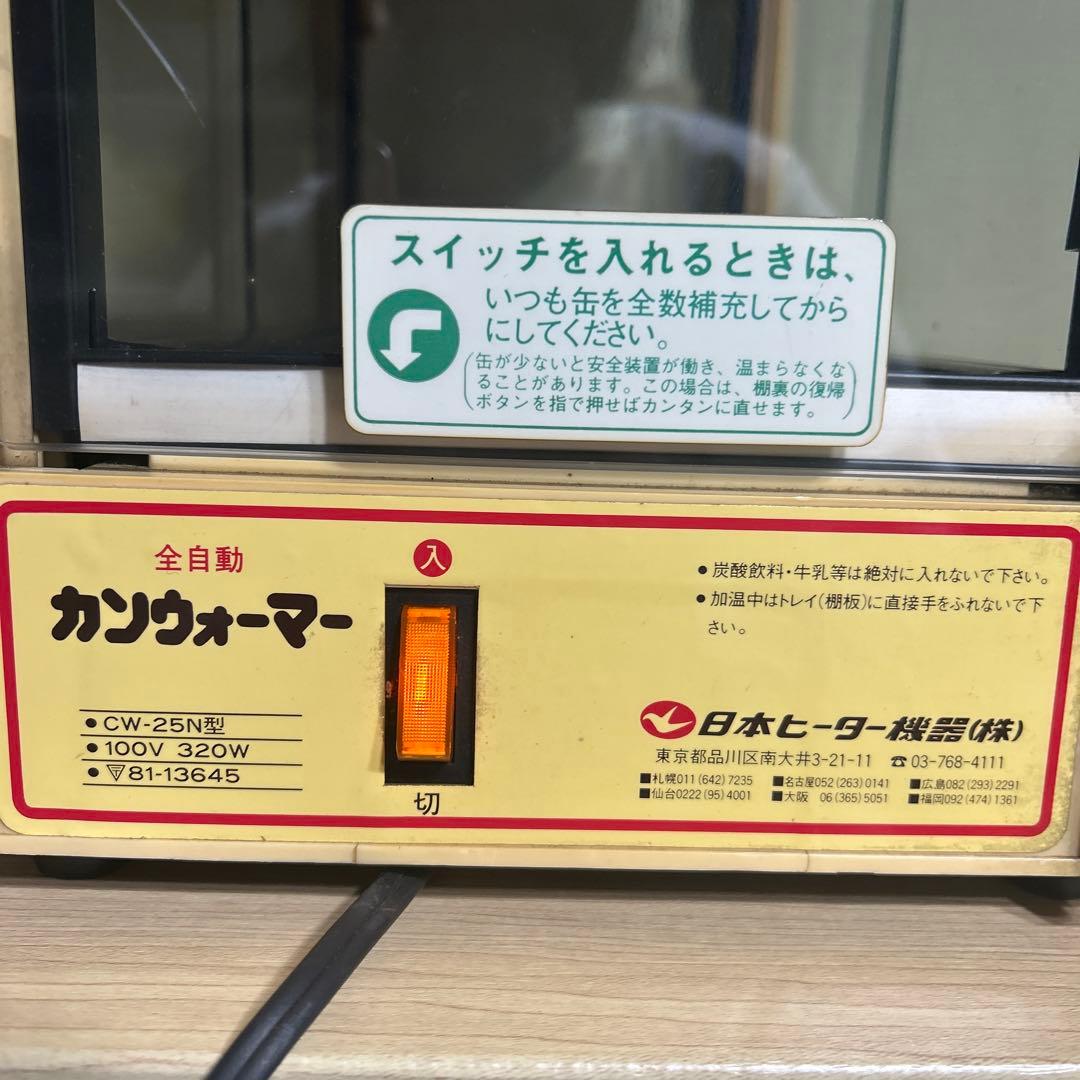 スイッチを入れるときは、
いつも缶を全数補充してから
にしてください。
(缶が少ないと安全装置が働き、温まらなくな
ることがあります。この場合は、棚裏の復帰
ボタンを指で押せばカンタンに直せます。)
全自動
カンウォーマー
● CW-25N型
● 100V 320W
● 〒81-13645
入
切
● 炭酸飲料・牛乳等は絶対に入れないで下さい。
● 加温中はトレイ(棚板)に直接手をふれないで下
さい。
日本ヒーター機器(株)
東京都品川区南大井3-21-11 ☎ 03-768-4111
■札幌011(642)7235 ■名古屋052(263)0141 ■広島082(293)2291
■仙台0222(95)4001 ■大阪 06(365)5051 ■福岡092(474)1361